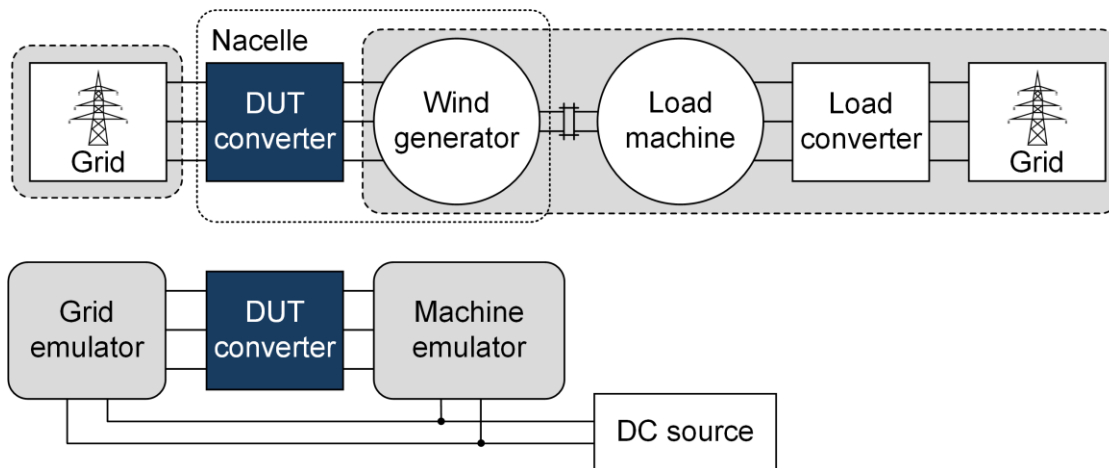 Nacelle
Grid
DUT
converter
Wind
generator
Load
machine
Load
converter
Grid
Grid
emulator
DUT
converter
Machine
emulator
DC source